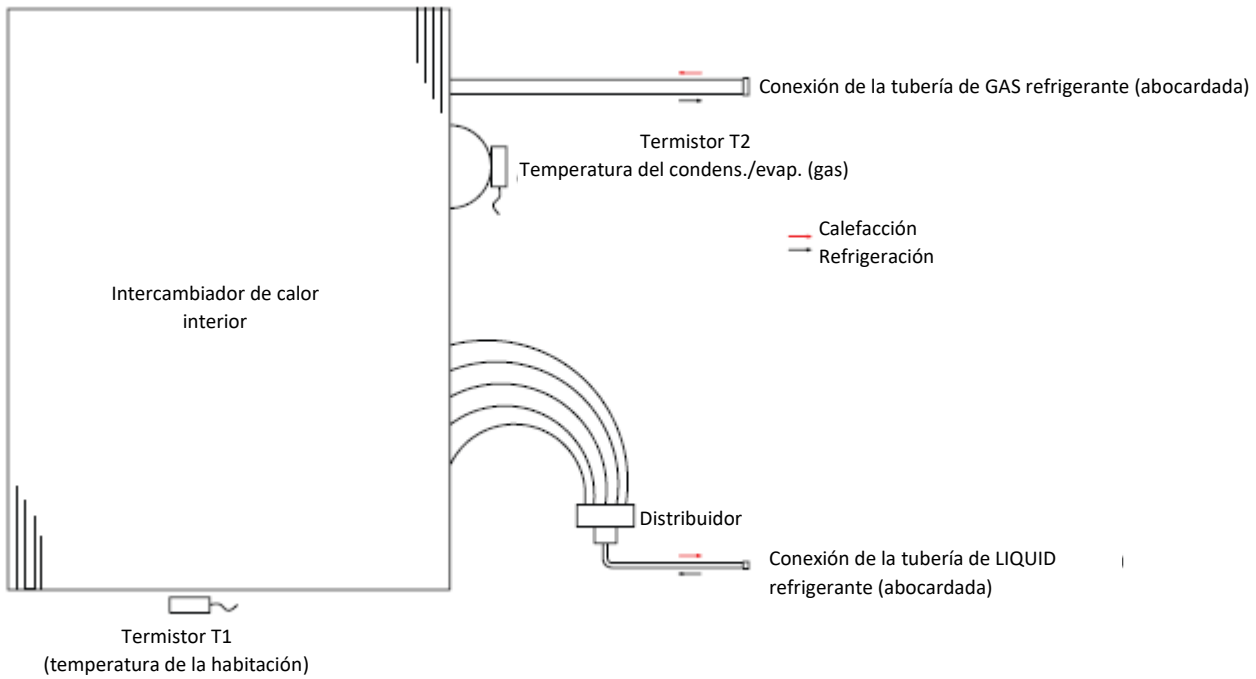 Conexión de la tubería de GAS refrigerante (abocardada)
Termistor T2
Temperatura del condens./evap. (gas)
Calefacción
Refrigeración
Intercambiador de calor
interior
Distribuidor
Conexión de la tubería de LIQUID )
refrigerante (abocardada)
Termistor T1
(temperatura de la habitación)